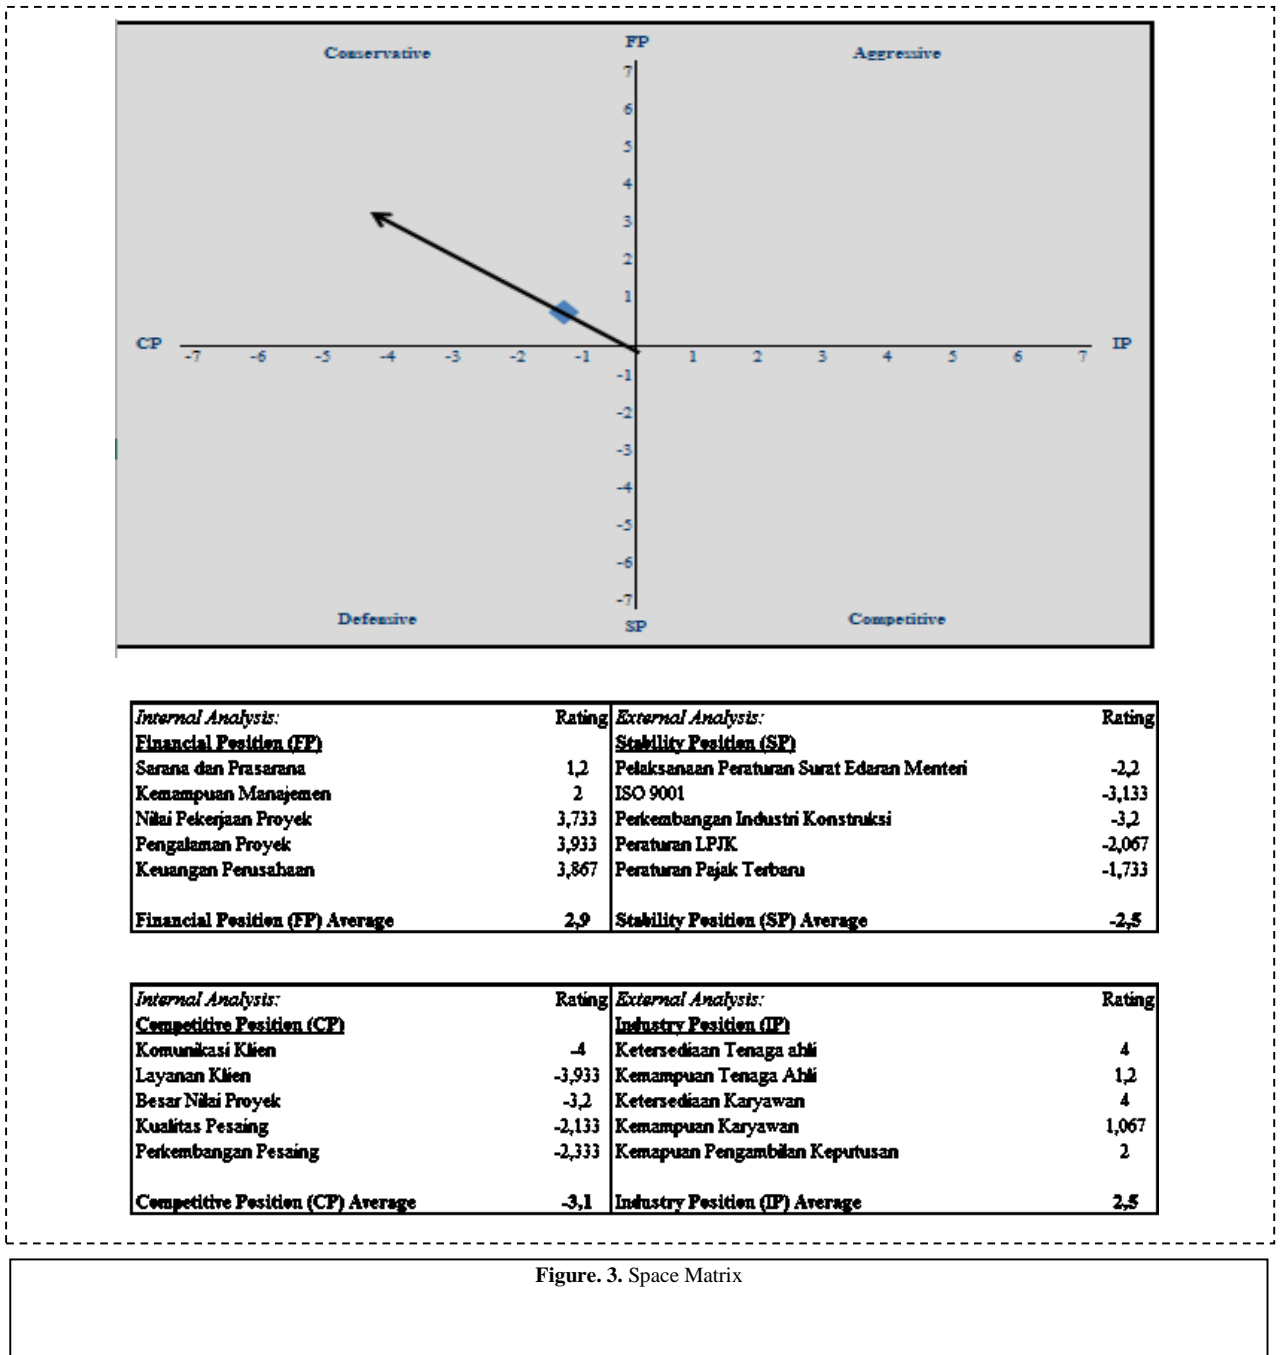 FP
Conservative Aggressive
7
6
5
4
3
2
1
CP -7 -6 -5 -4 -3 -2 -1 1 2 3 4 5 6 7 IP
-1
-2
-3
-4
-5
-6
-7
Defensive SP Competitive
Internal Analysis: Rating External Analysis: Rating
Financial Position (FP) Stability Position (SP)
Sarana dan Prasarana 1,2 Pelaksanaan Peraturan Surat Edaran Menteri -2,2
Kemampuan Manajemen 2 ISO 9001 -3,133
Nilai Pekerjaan Proyek 3,733 Perkembangan Industri Konstruksi -3,2
Pengalaman Proyek 3,933 Peraturan LPJK -2,067
Keuangan Perusahaan 3,867 Peraturan Pajak Terbaru -1,733
Financial Position (FP) Average 2,9 Stability Position (SP) Average -2,5
Internal Analysis: Rating External Analysis: Rating
Competitive Position (CP) Industry Position (IP)
Komunikasi Klien -4 Ketersediaan Tenaga ahli 4
Layanan Klien -3,933 Kemampuan Tenaga Ahli 1,2
Besar Nilai Proyek -3,2 Ketersediaan Karyawan 4
Kualitas Pesaing -2,133 Kemampuan Karyawan 1,067
Perkembangan Pesaing -2,333 Kemapuan Pengambilan Keputusan 2
Competitive Position (CP) Average -3,1 Industry Position (IP) Average 2,5
Figure. 3. Space Matrix